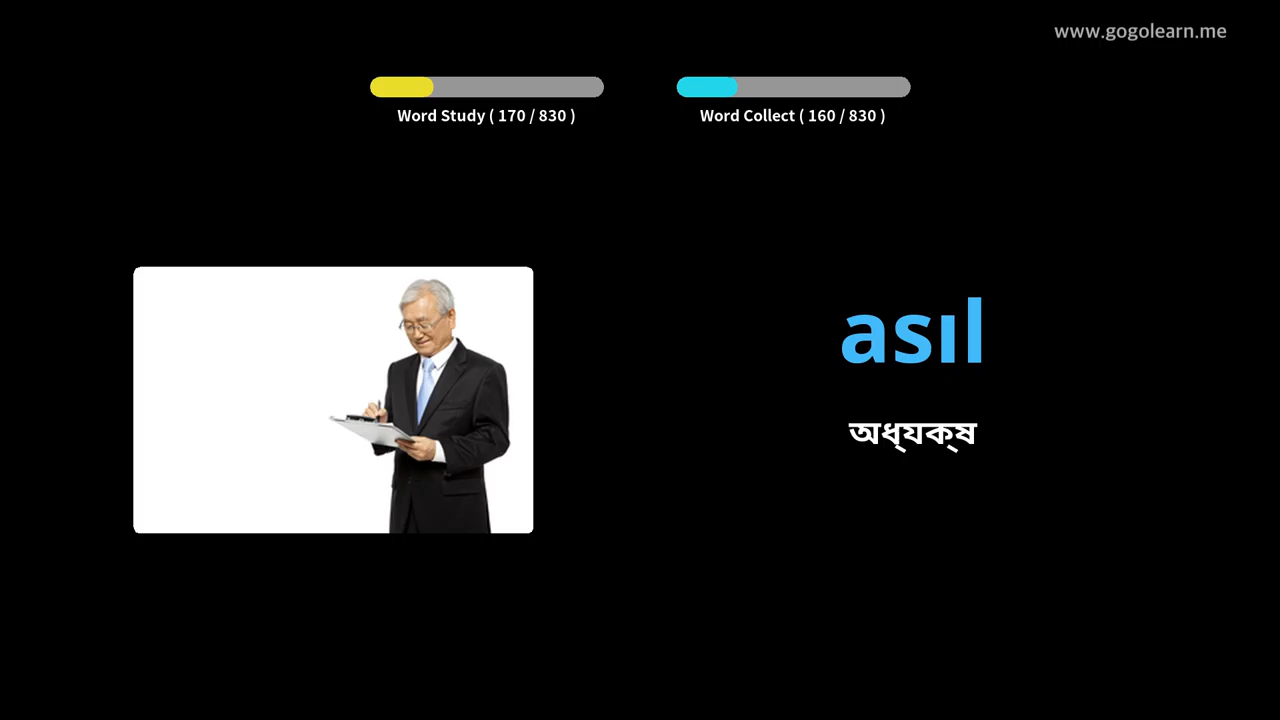 www.gogolearn.me
Word Study ( 170 / 830 )
Word Collect ( 160 / 830 )
asıl
অধ্যক্ষ